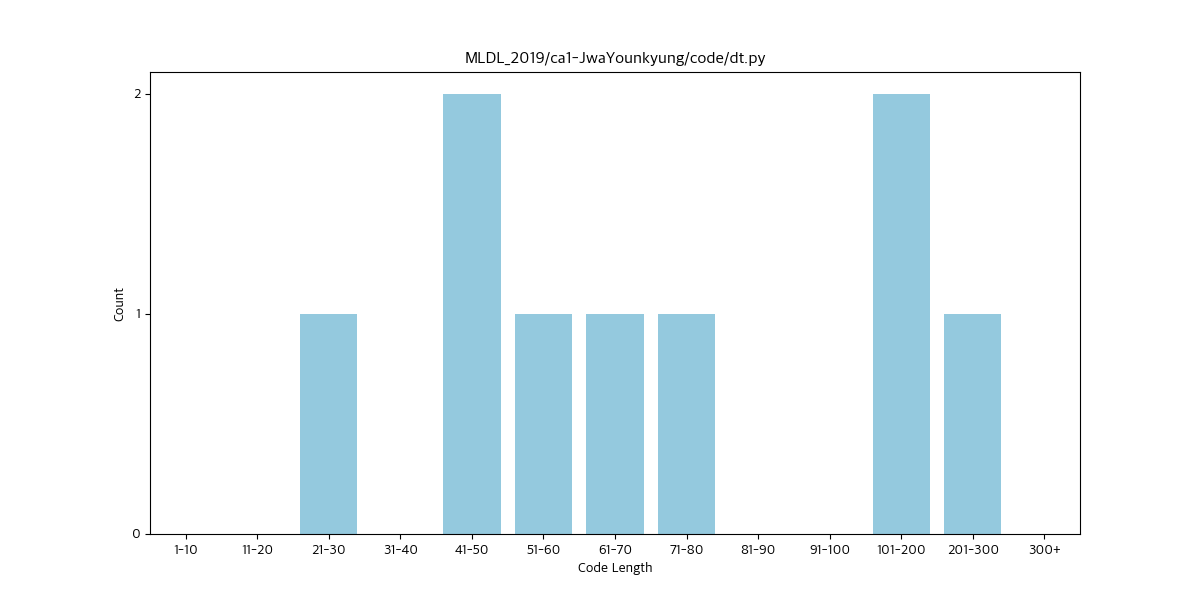 MLDL_2019/ca1-JwaYounkyung/code/dt.py
Count
2
1
0
1-10 11-20 21-30 31-40 41-50 51-60 61-70 71-80 81-90 91-100 101-200 201-300 300+
Code Length